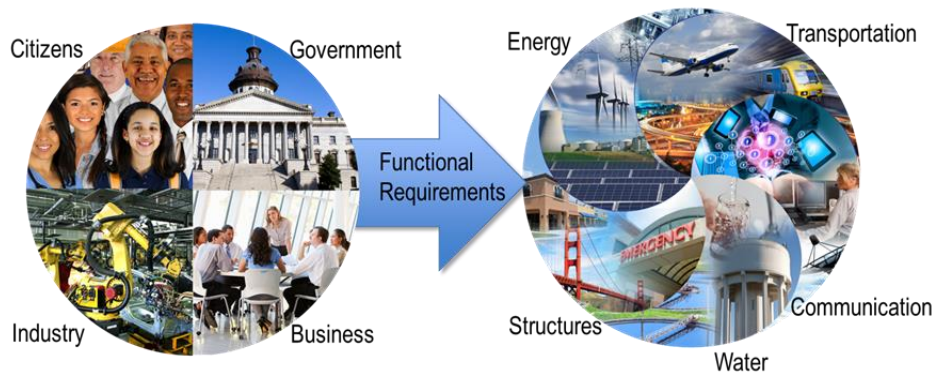 Citizens
Government
Industry
Business
Functional
Requirements
Energy
Transportation
EMERGENCY
Structures
Communication
Water